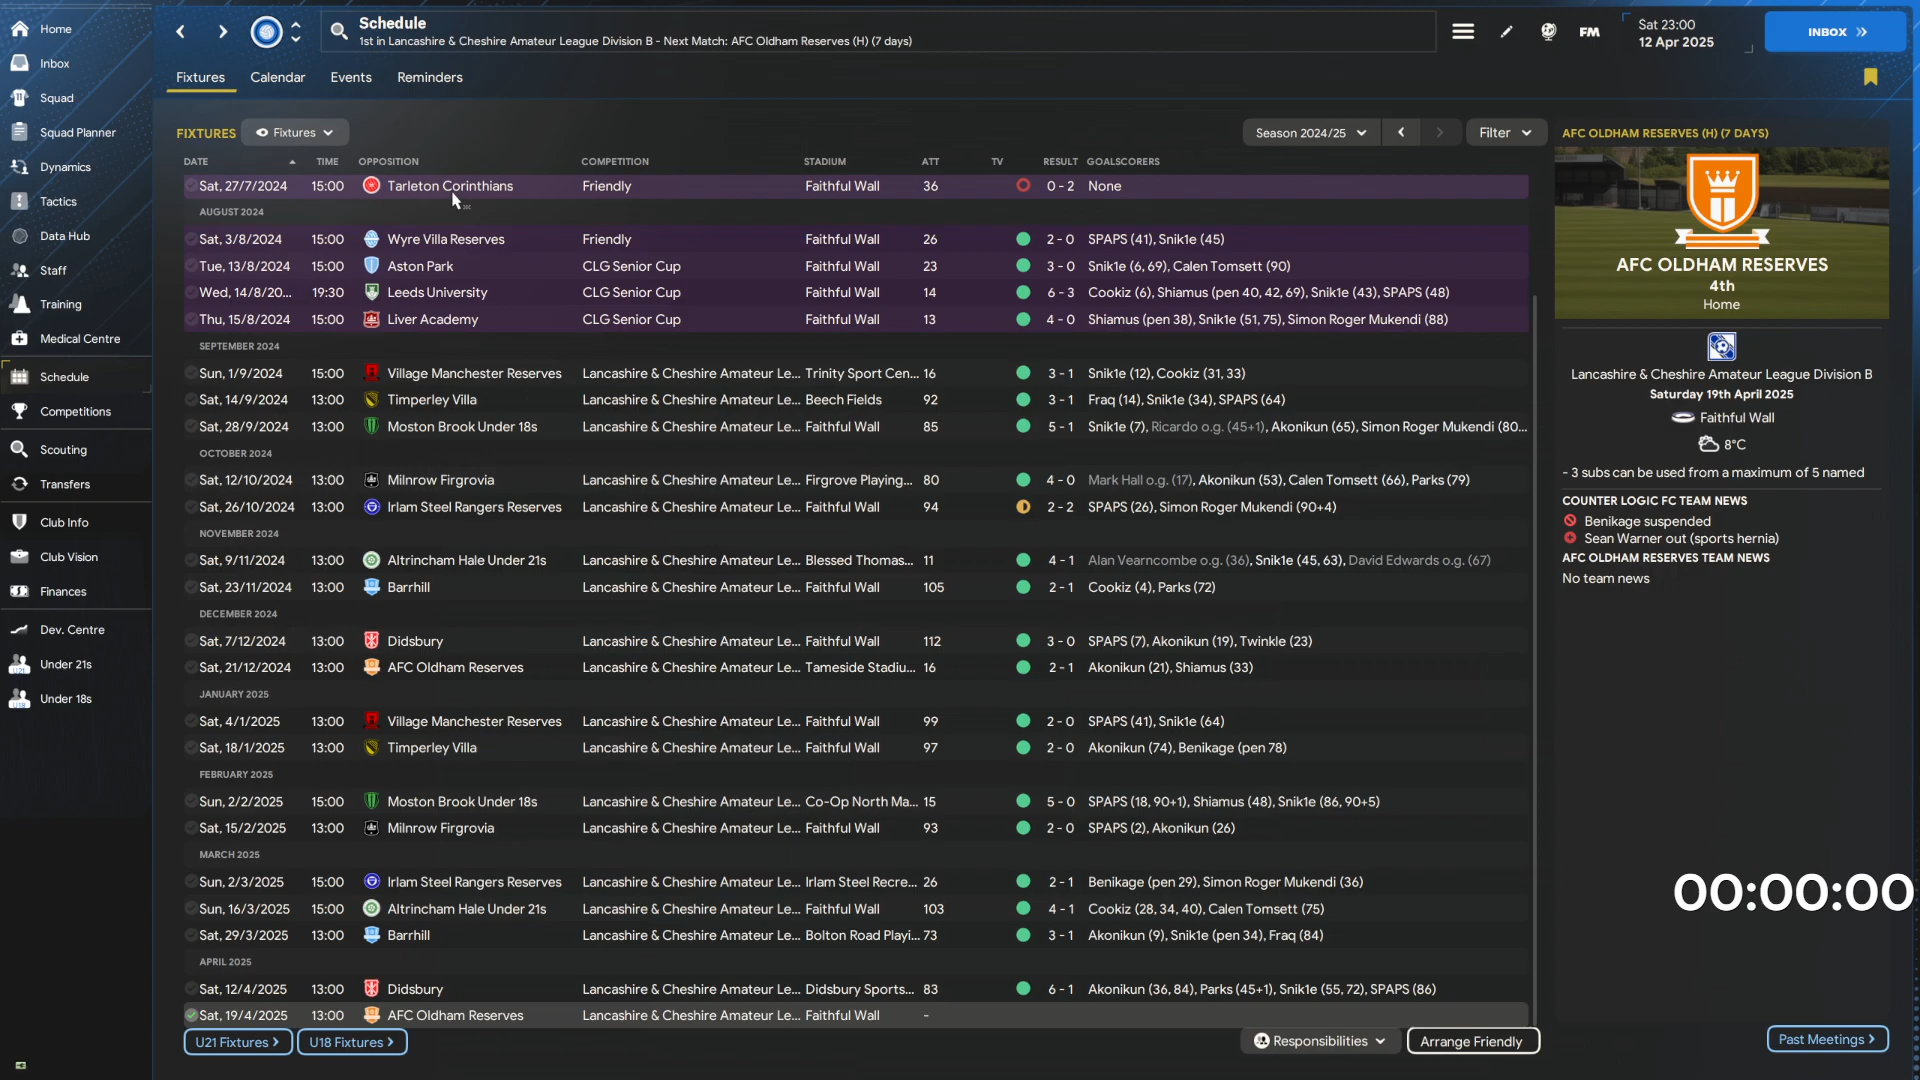 Home
Inbox
Squad
Squad Planner
Dynamics
Tactics
Data Hub
Staff
Training
Medical Centre
Schedule
Competitions
Scouting
Transfers
Club Info
Club Vision
Finances
Dev. Centre
Under 21s
Under 18s
Schedule
1st in Lancashire & Cheshire Amateur League Division B - Next Match: AFC Oldham Reserves (H) (7 days)
FM
Sat 23:00
12 Apr 2025
INBOX
Fixtures Calendar Events Reminders
FIXTURES Fixtures Season 2024/25 Filter
DATE TIME OPPOSITION COMPETITION STADIUM ATT TV RESULT GOALSCORERS
Sat, 27/7/2024 15:00 Tarleton Corinthians Friendly Faithful Wall 36 0 - 2 None
AUGUST 2024
Sat, 3/8/2024 15:00 Wyre Villa Reserves Friendly Faithful Wall 26 2 - 0 SPAPS (41), Snik1e (45)
Tue, 13/8/2024 15:00 Aston Park CLG Senior Cup Faithful Wall 23 3 - 0 Snik1e (6, 69), Calen Tomsett (90)
Wed, 14/8/20... 19:30 Leeds University CLG Senior Cup Faithful Wall 14 6 - 3 Cookiz (6), Shiamus (pen 40, 42, 69), Snik1e (43), SPAPS (48)
Thu, 15/8/2024 15:00 Liver Academy CLG Senior Cup Faithful Wall 13 4 - 0 Shiamus (pen 38), Snik1e (51, 75), Simon Roger Mukendi (88)
SEPTEMBER 2024
Sun, 1/9/2024 15:00 Village Manchester Reserves Lancashire & Cheshire Amateur Le... Trinity Sport Cen... 16 3 - 1 Snik1e (12), Cookiz (31, 33)
Sat, 14/9/2024 13:00 Timperley Villa Lancashire & Cheshire Amateur Le... Beech Fields 92 3 - 1 Fraq (14), Snik1e (34), SPAPS (64)
Sat, 28/9/2024 13:00 Moston Brook Under 18s Lancashire & Cheshire Amateur Le... Faithful Wall 85 5 - 1 Snik1e (7), Ricardo o.g. (45+1), Akonikun (65), Simon Roger Mukendi (80...
OCTOBER 2024
Sat, 12/10/2024 13:00 Milnrow Firgrovia Lancashire & Cheshire Amateur Le... Firgrove Playing... 80 4 - 0 Mark Hall o.g. (17), Akonikun (53), Calen Tomsett (66), Parks (79)
Sat, 26/10/2024 13:00 Irlam Steel Rangers Reserves Lancashire & Cheshire Amateur Le... Faithful Wall 94 2 - 2 SPAPS (26), Simon Roger Mukendi (90+4)
NOVEMBER 2024
Sat, 9/11/2024 13:00 Altrincham Hale Under 21s Lancashire & Cheshire Amateur Le... Blessed Thomas... 11 4 - 1 Alan Vearncombe o.g. (36), Snik1e (45, 63), David Edwards o.g. (67)
Sat, 23/11/2024 13:00 Barrhill Lancashire & Cheshire Amateur Le... Faithful Wall 105 2 - 1 Cookiz (4), Parks (72)
DECEMBER 2024
Sat, 7/12/2024 13:00 Didsbury Lancashire & Cheshire Amateur Le... Faithful Wall 112 3 - 0 SPAPS (7), Akonikun (19), Twinkle (23)
Sat, 21/12/2024 13:00 AFC Oldham Reserves Lancashire & Cheshire Amateur Le... Tameside Stadiu... 16 2 - 1 Akonikun (21), Shiamus (33)
JANUARY 2025
Sat, 4/1/2025 13:00 Village Manchester Reserves Lancashire & Cheshire Amateur Le... Faithful Wall 99 2 - 0 SPAPS (41), Snik1e (64)
Sat, 18/1/2025 13:00 Timperley Villa Lancashire & Cheshire Amateur Le... Faithful Wall 97 2 - 0 Akonikun (74), Benikage (pen 78)
FEBRUARY 2025
Sun, 2/2/2025 15:00 Moston Brook Under 18s Lancashire & Cheshire Amateur Le... Co-Op North Ma... 15 5 - 0 SPAPS (18, 90+1), Shiamus (48), Snik1e (86, 90+5)
Sat, 15/2/2025 13:00 Milnrow Firgrovia Lancashire & Cheshire Amateur Le... Faithful Wall 93 2 - 0 SPAPS (2), Akonikun (26)
MARCH 2025
Sun, 2/3/2025 15:00 Irlam Steel Rangers Reserves Lancashire & Cheshire Amateur Le... Irlam Steel Recre... 26 2 - 1 Benikage (pen 29), Simon Roger Mukendi (36)
Sun, 16/3/2025 15:00 Altrincham Hale Under 21s Lancashire & Cheshire Amateur Le... Faithful Wall 103 4 - 1 Cookiz (28, 34, 40), Calen Tomsett (75)
Sat, 29/3/2025 13:00 Barrhill Lancashire & Cheshire Amateur Le... Bolton Road Playi... 73 3 - 1 Akonikun (9), Snik1e (pen 34), Fraq (84)
APRIL 2025
Sat, 12/4/2025 13:00 Didsbury Lancashire & Cheshire Amateur Le... Didsbury Sports... 83 6 - 1 Akonikun (36, 84), Parks (45+1), Snik1e (55, 72), SPAPS (86)
Sat, 19/4/2025 13:00 AFC Oldham Reserves Lancashire & Cheshire Amateur Le... Faithful Wall -
U21 Fixtures U18 Fixtures Responsibilities Arrange Friendly
AFC OLDHAM RESERVES (H) (7 DAYS)
AFC OLDHAM RESERVES
4th
Home
Lancashire & Cheshire Amateur League Division B
Saturday 19th April 2025
Faithful Wall
8°C
- 3 subs can be used from a maximum of 5 named
COUNTER LOGIC FC TEAM NEWS
Benikage suspended
Sean Warner out (sports hernia)
AFC OLDHAM RESERVES TEAM NEWS
No team news
00:00:00
Past Meetings